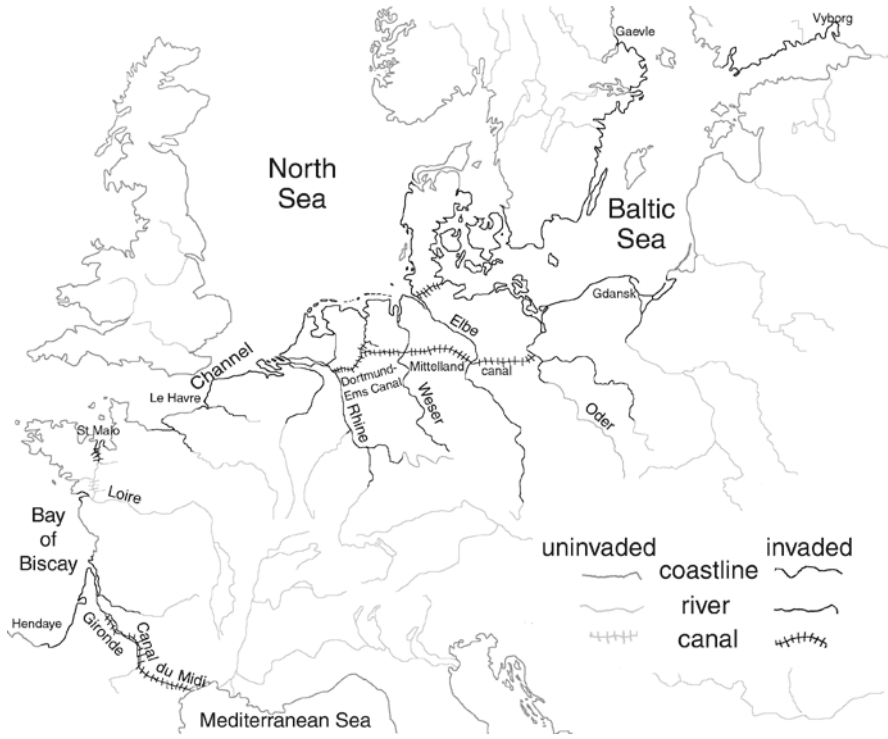 Gaevle
Vyborg
North
Sea
Baltic
Sea
Gdansk
Elbe
Channel
Le Havre
Dortmund-
Ems Canal
Mittelland
canal
Rhine
Weser
Oder
St Malo
Loire
Bay
of
Biscay
Hendaye
Gironde
Canal
du Midi
Mediterranean Sea
uninvaded
invaded
coastline
river
canal